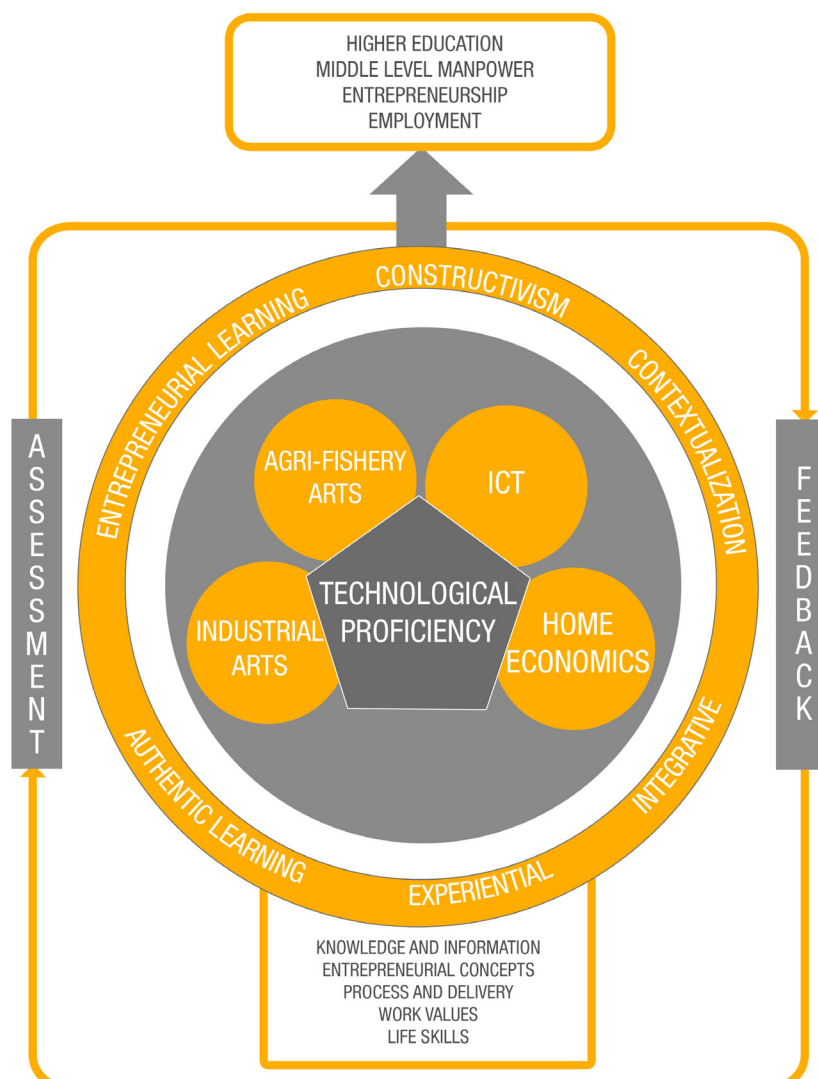 HIGHER EDUCATION
MIDDLE LEVEL MANPOWER
ENTREPRENEURSHIP
EMPLOYMENT
CONSTRUCTIVISM
ENTREPRENEURIAL LEARNING
CONTEXTUALIZATION
ASSESSMENT
FEEDBACK
AGRI-FISHERY
ARTS
ICT
TECHNOLOGICAL
PROFICIENCY
INDUSTRIAL
ARTS
HOME
ECONOMICS
AUTHENTIC LEARNING
INTEGRATIVE
EXPERIENTIAL
KNOWLEDGE AND INFORMATION
ENTREPRENEURIAL CONCEPTS
PROCESS AND DELIVERY
WORK VALUES
LIFE SKILLS